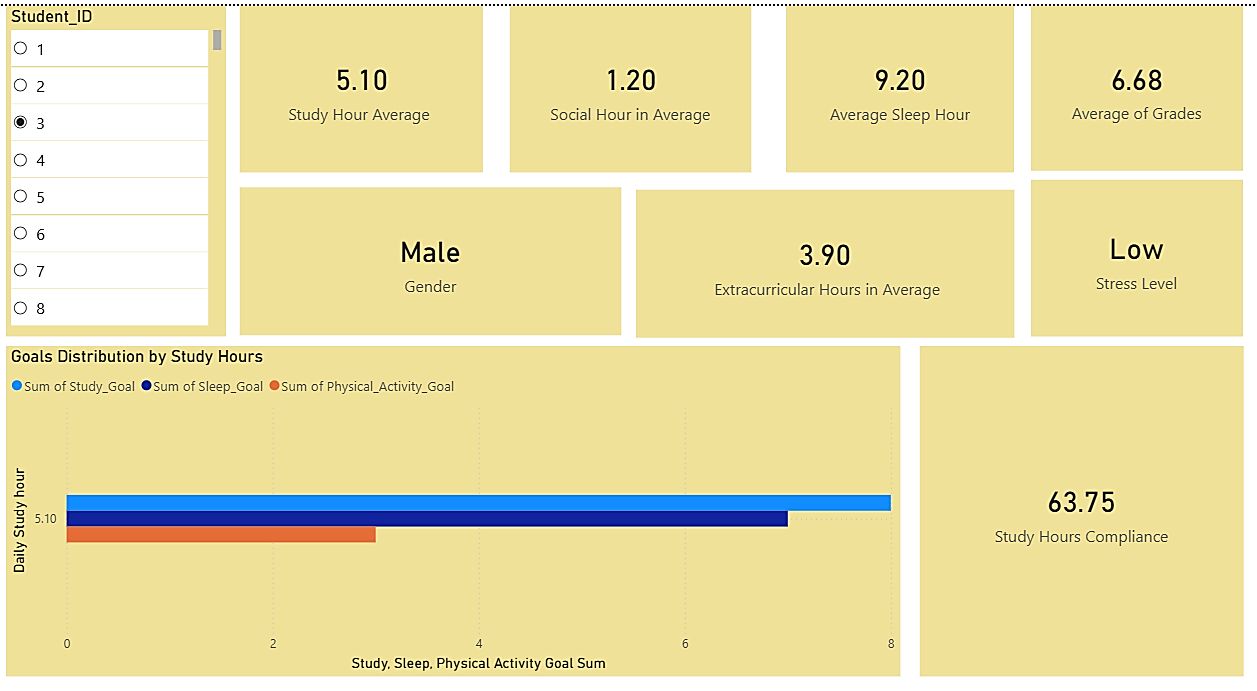 Student_ID
1
2
3
4
5
6
7
8
5.10
Study Hour Average
1.20
Social Hour in Average
9.20
Average Sleep Hour
6.68
Average of Grades
Male
Gender
3.90
Extracurricular Hours in Average
Low
Stress Level
Goals Distribution by Study Hours
Sum of Study_Goal Sum of Sleep_Goal Sum of Physical_Activity_Goal
Daily Study hour
5.10
0 2 4 6 8
Study, Sleep, Physical Activity Goal Sum
63.75
Study Hours Compliance